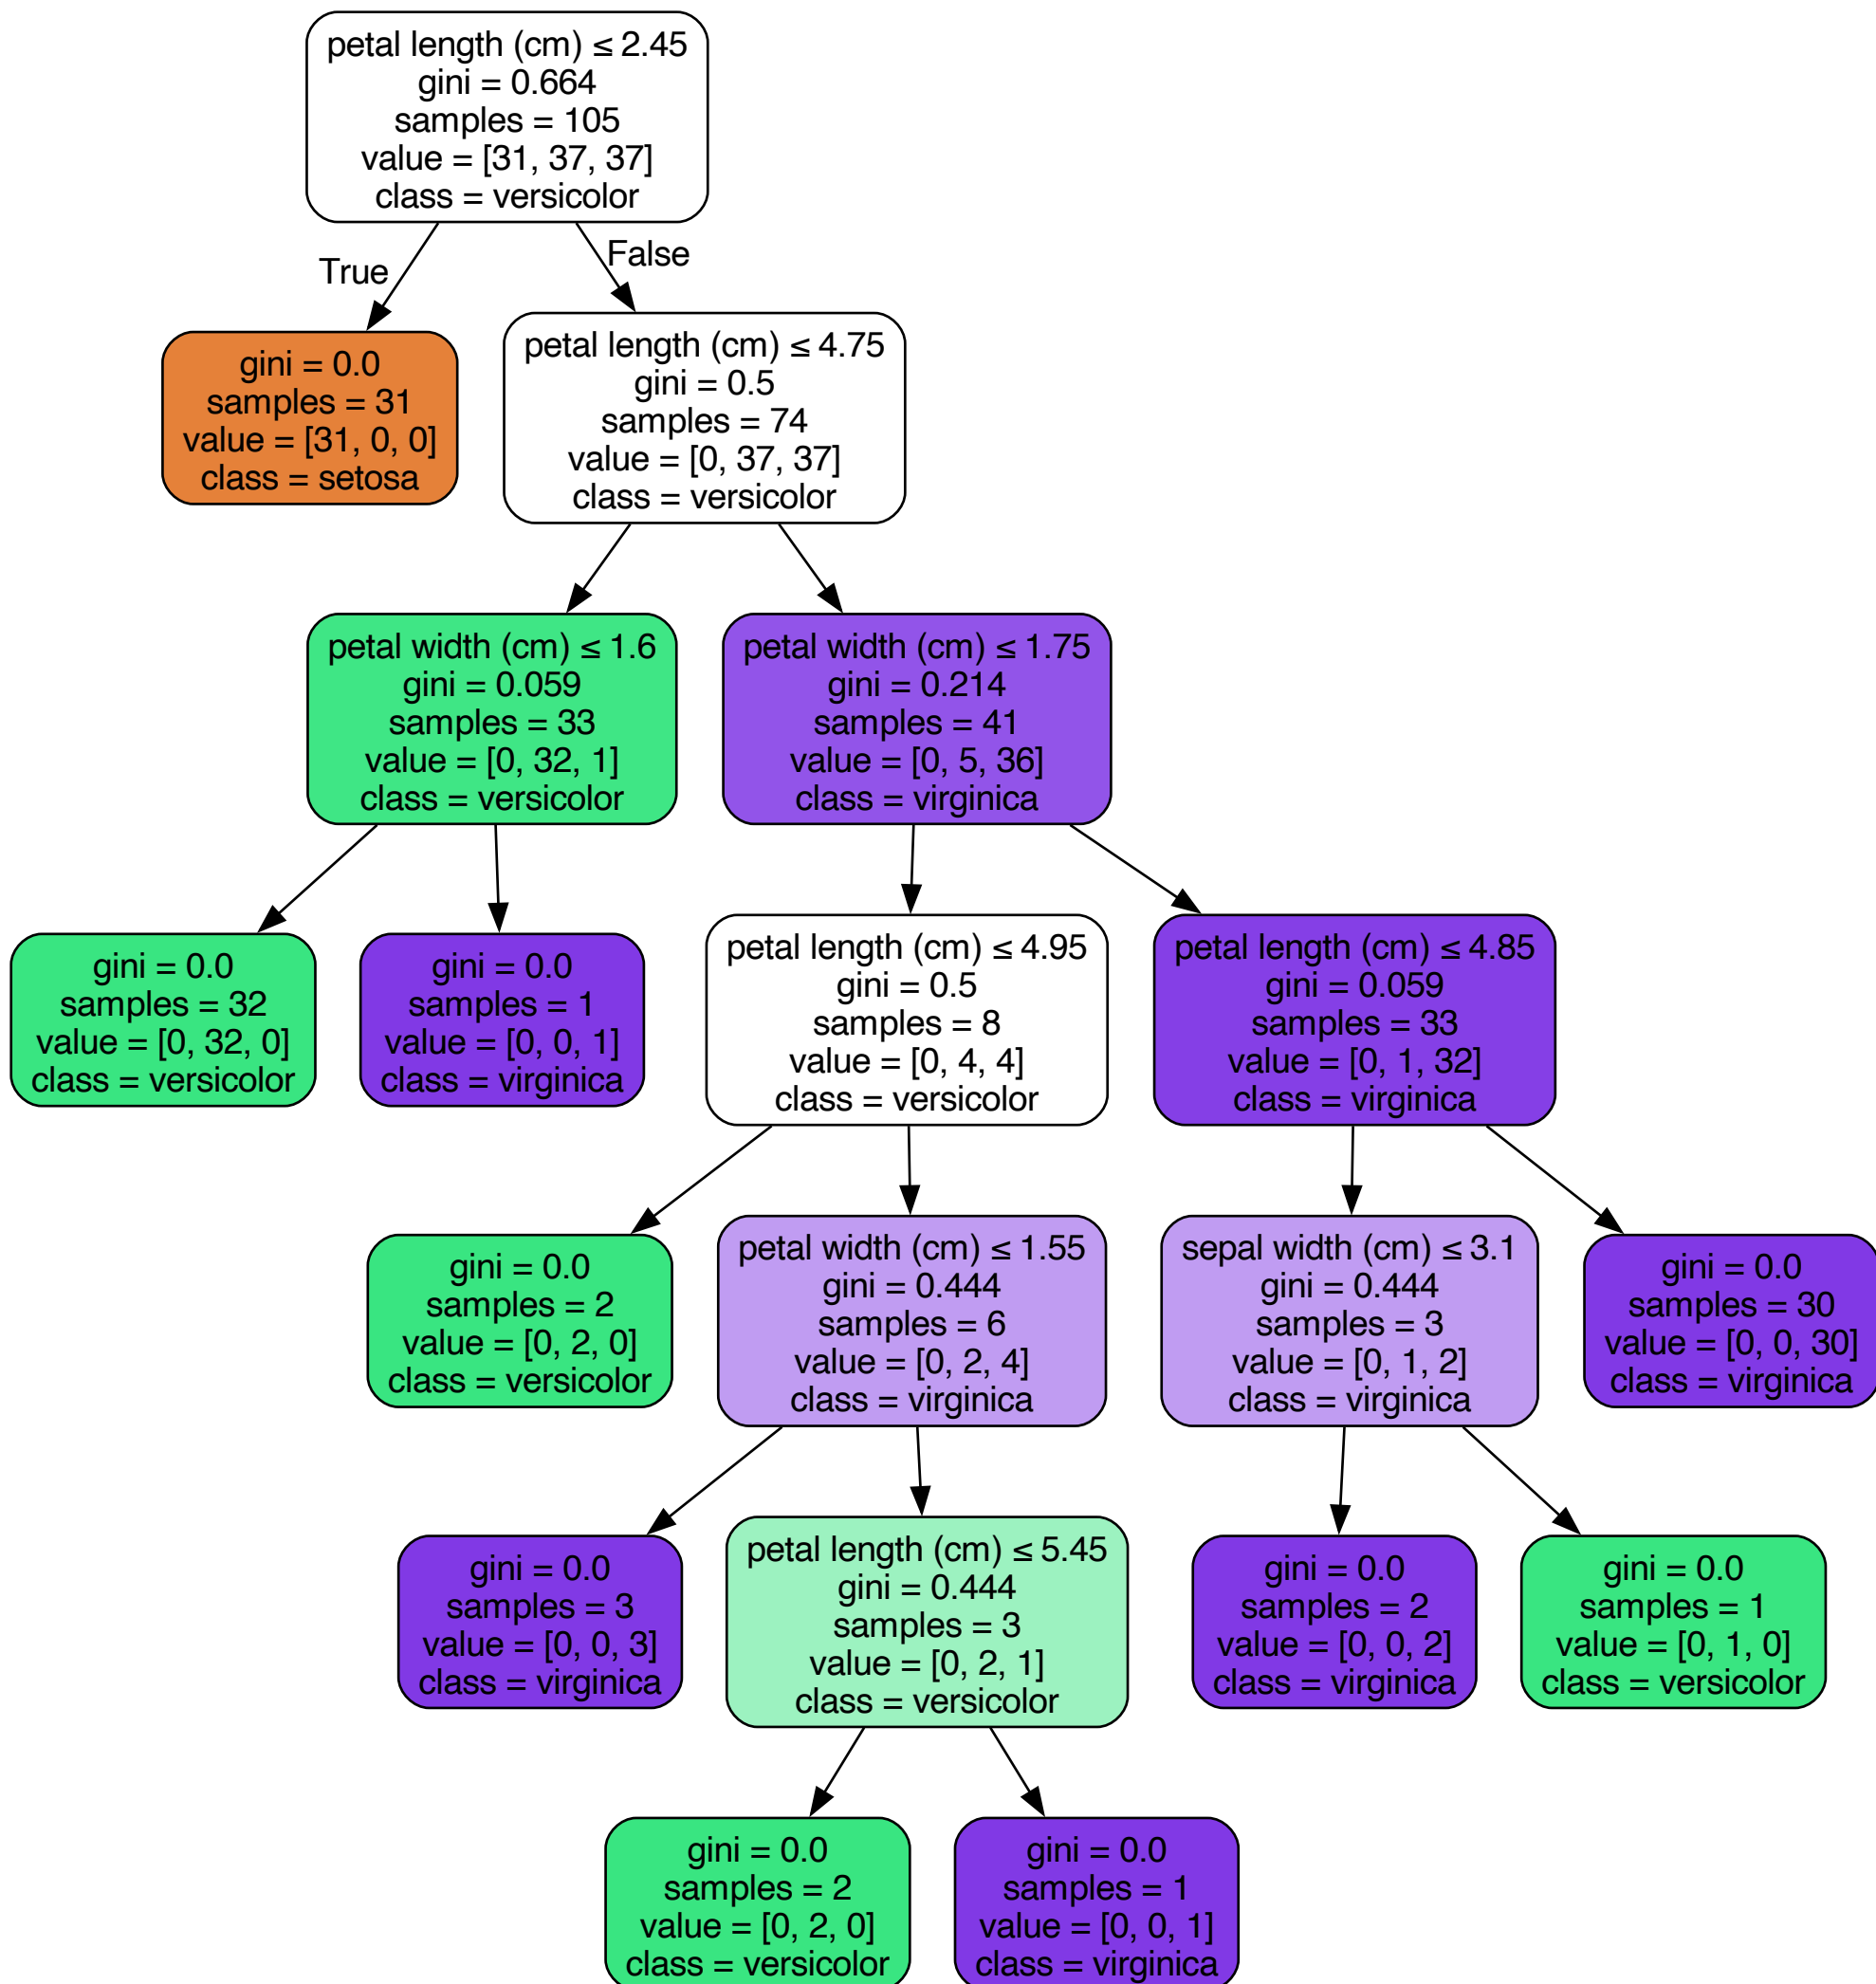 petal length (cm) ≤ 2.45
gini = 0.664
samples = 105
value = [31, 37, 37]
class = versicolor
True
False
gini = 0.0
samples = 31
value = [31, 0, 0]
class = setosa
petal length (cm) ≤ 4.75
gini = 0.5
samples = 74
value = [0, 37, 37]
class = versicolor
petal width (cm) ≤ 1.6
gini = 0.059
samples = 33
value = [0, 32, 1]
class = versicolor
petal width (cm) ≤ 1.75
gini = 0.214
samples = 41
value = [0, 5, 36]
class = virginica
gini = 0.0
samples = 32
value = [0, 32, 0]
class = versicolor
gini = 0.0
samples = 1
value = [0, 0, 1]
class = virginica
petal length (cm) ≤ 4.95
gini = 0.5
samples = 8
value = [0, 4, 4]
class = versicolor
petal length (cm) ≤ 4.85
gini = 0.059
samples = 33
value = [0, 1, 32]
class = virginica
gini = 0.0
samples = 2
value = [0, 2, 0]
class = versicolor
petal width (cm) ≤ 1.55
gini = 0.444
samples = 6
value = [0, 2, 4]
class = virginica
sepal width (cm) ≤ 3.1
gini = 0.444
samples = 3
value = [0, 1, 2]
class = virginica
gini = 0.0
samples = 30
value = [0, 0, 30]
class = virginica
gini = 0.0
samples = 3
value = [0, 0, 3]
class = virginica
petal length (cm) ≤ 5.45
gini = 0.444
samples = 3
value = [0, 2, 1]
class = versicolor
gini = 0.0
samples = 2
value = [0, 0, 2]
class = virginica
gini = 0.0
samples = 1
value = [0, 1, 0]
class = versicolor
gini = 0.0
samples = 2
value = [0, 2, 0]
class = versicolor
gini = 0.0
samples = 1
value = [0, 0, 1]
class = virginica